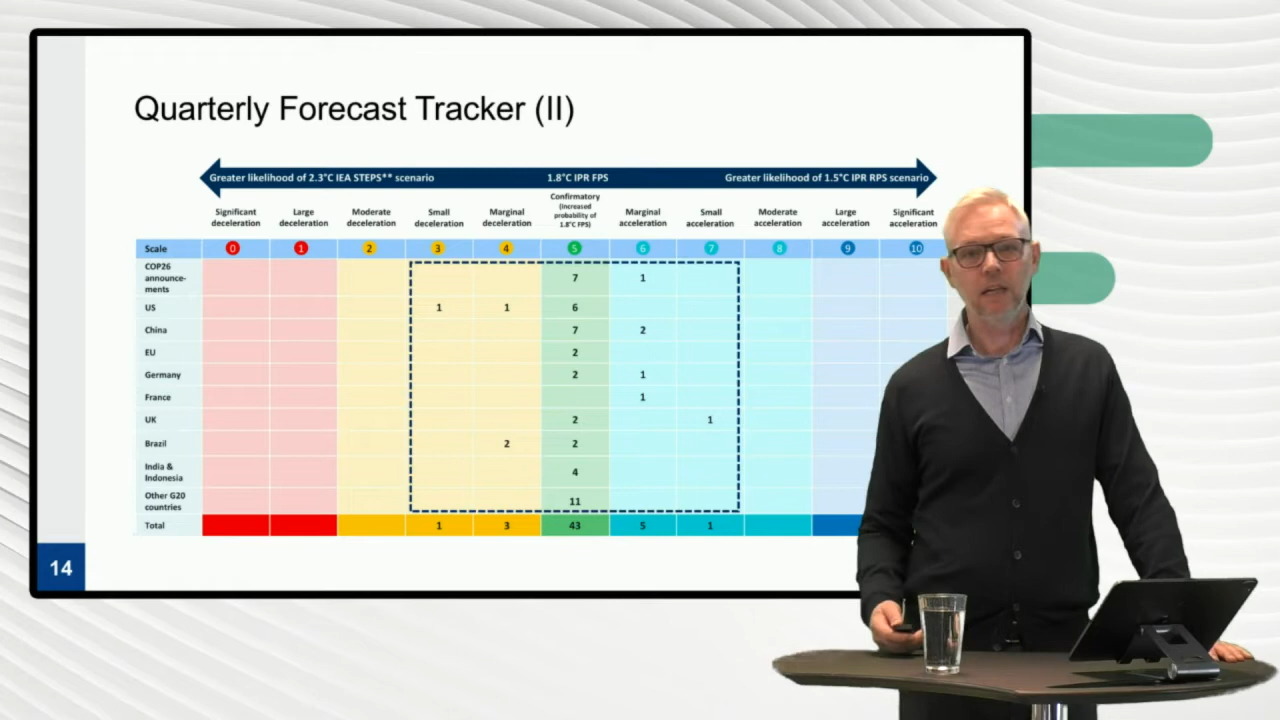 Quarterly Forecast Tracker (II)
Greater likelihood of 2.3°C IEA STEPS** scenario 1.8°C IPR FPS Greater likelihood of 1.5°C IPR RPS scenario
Significant deceleration
Large deceleration
Moderate deceleration
Small deceleration
Marginal deceleration
Confirmatory (Increased probability of 1.8°C FPS)
Marginal acceleration
Small acceleration
Moderate acceleration
Large acceleration
Significant acceleration
Scale 0 1 2 3 4 5 6 7 8 9 10
COP26 announce-ments 7 1
US 1 1 6
China 7 2
EU 2
Germany 2 1
France 1
UK 2 1
Brazil 2 2
India & Indonesia 4
Other G20 countries 11
Total 1 3 43 5 1
14